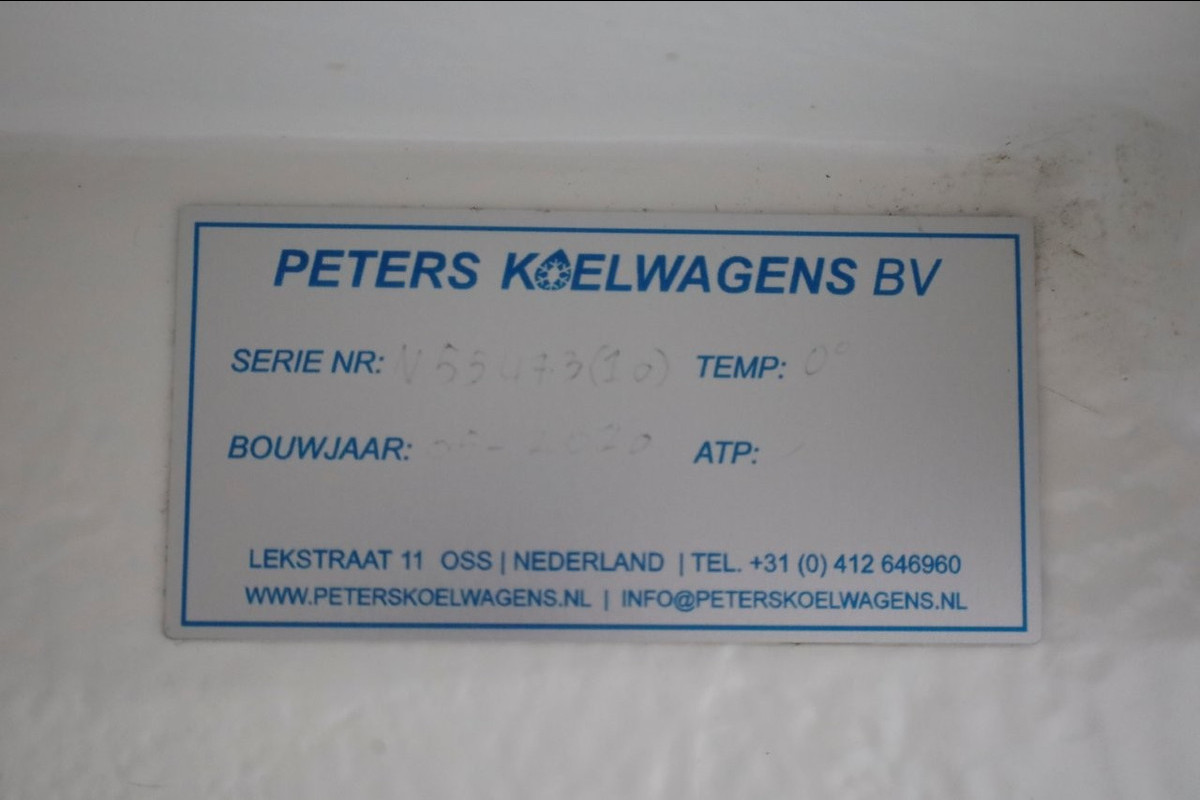 PETERS KOELWAGENS BV
SERIE NR: V55473(10) TEMP: 0°
BOUWJAAR: 2020 ATP:
LEKSTRAAT 11 OSS | NEDERLAND | TEL. +31 (0) 412 646960
WWW.PETERSKOELWAGENS.NL | INFO@PETERSKOELWAGENS.NL